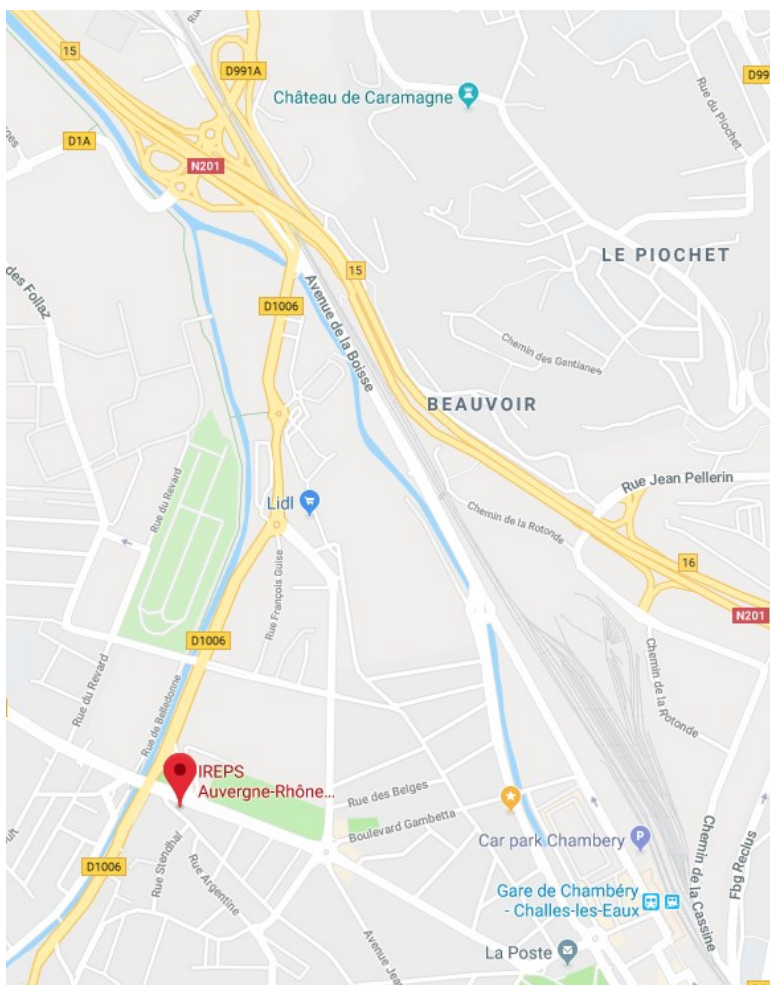 Ru
15
D991A
D99
Château de Caramagne
Rue du Piochet
D1A
N201
LE PIOCHET
des Follaz
15
D1006
Avenue de la Boisse
Chemin des Gentianes
BEAUVOIR
Rue Jean Pellerin
Rue du Revard
Lidl
Chemin de la Rotonde
16
Rue François Guise
N201
D1006
Rue du Revard
Rue de Belledonne
Chemin de la
Rotonde
IREPS
Auvergne-Rhône...
Rue des Belges
Boulevard Gambetta
Car park Chambery
P
Chemin de la Cassine
Fbg Reclus
D1006
Rue Stendhal
Rue Argentine
Gare de Chambéry
- Challes-les-Eaux
Avenue Jea
La Poste